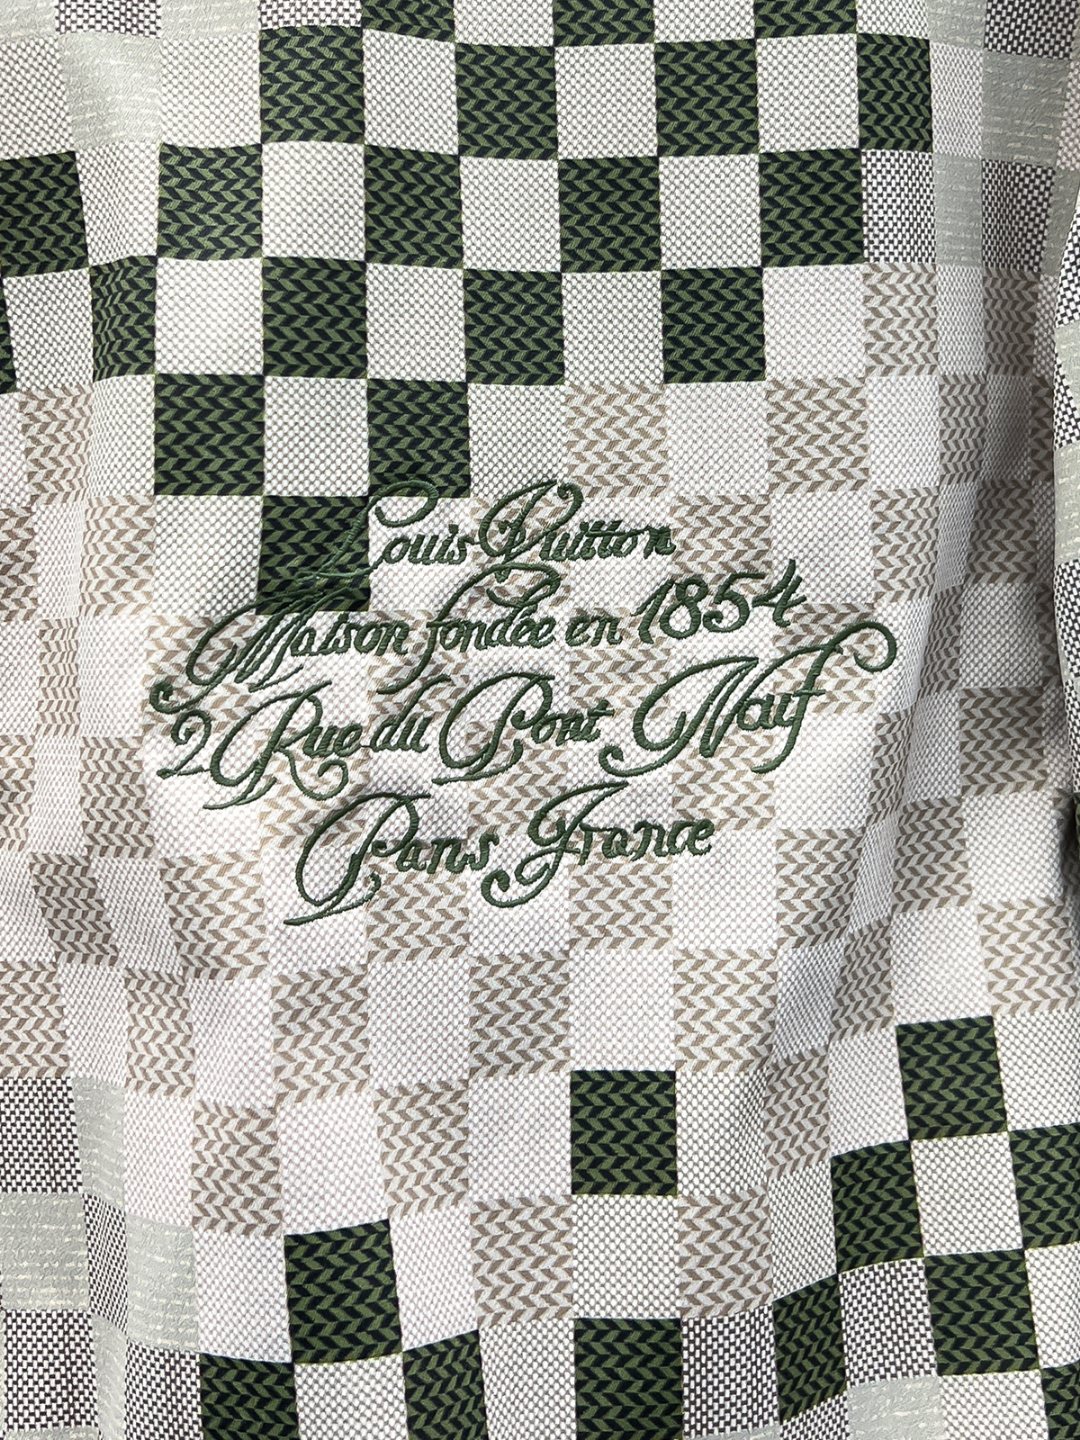 Louis Vuitton
Maison fondée en 1854
2 Rue du Pont Neuf
Paris France